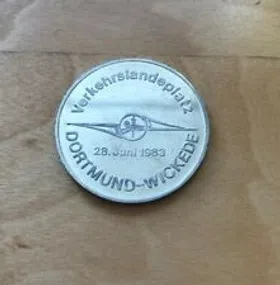 Verkehrslandeplatz
28. Juni 1983
DORTMUND-WICKEDE